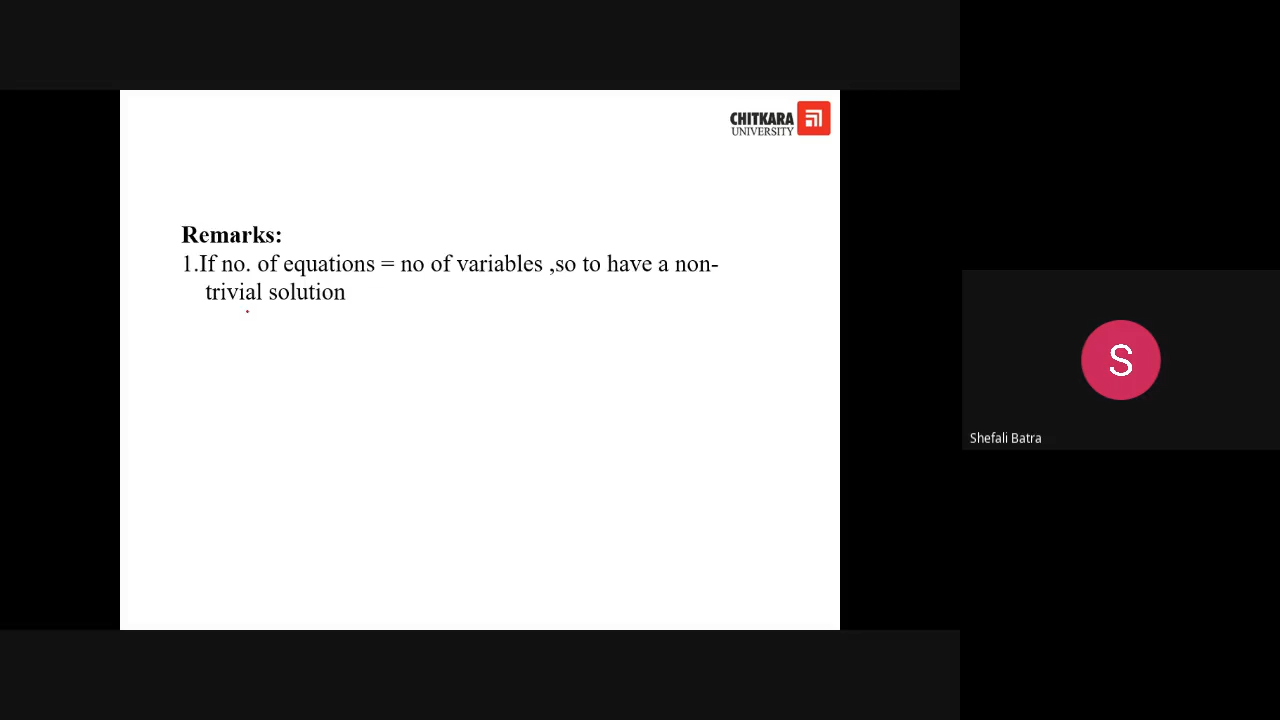 CHITKARA
UNIVERSITY
Remarks:
1.If no. of equations = no of variables ,so to have a non-
trivial solution
S
Shefali Batra